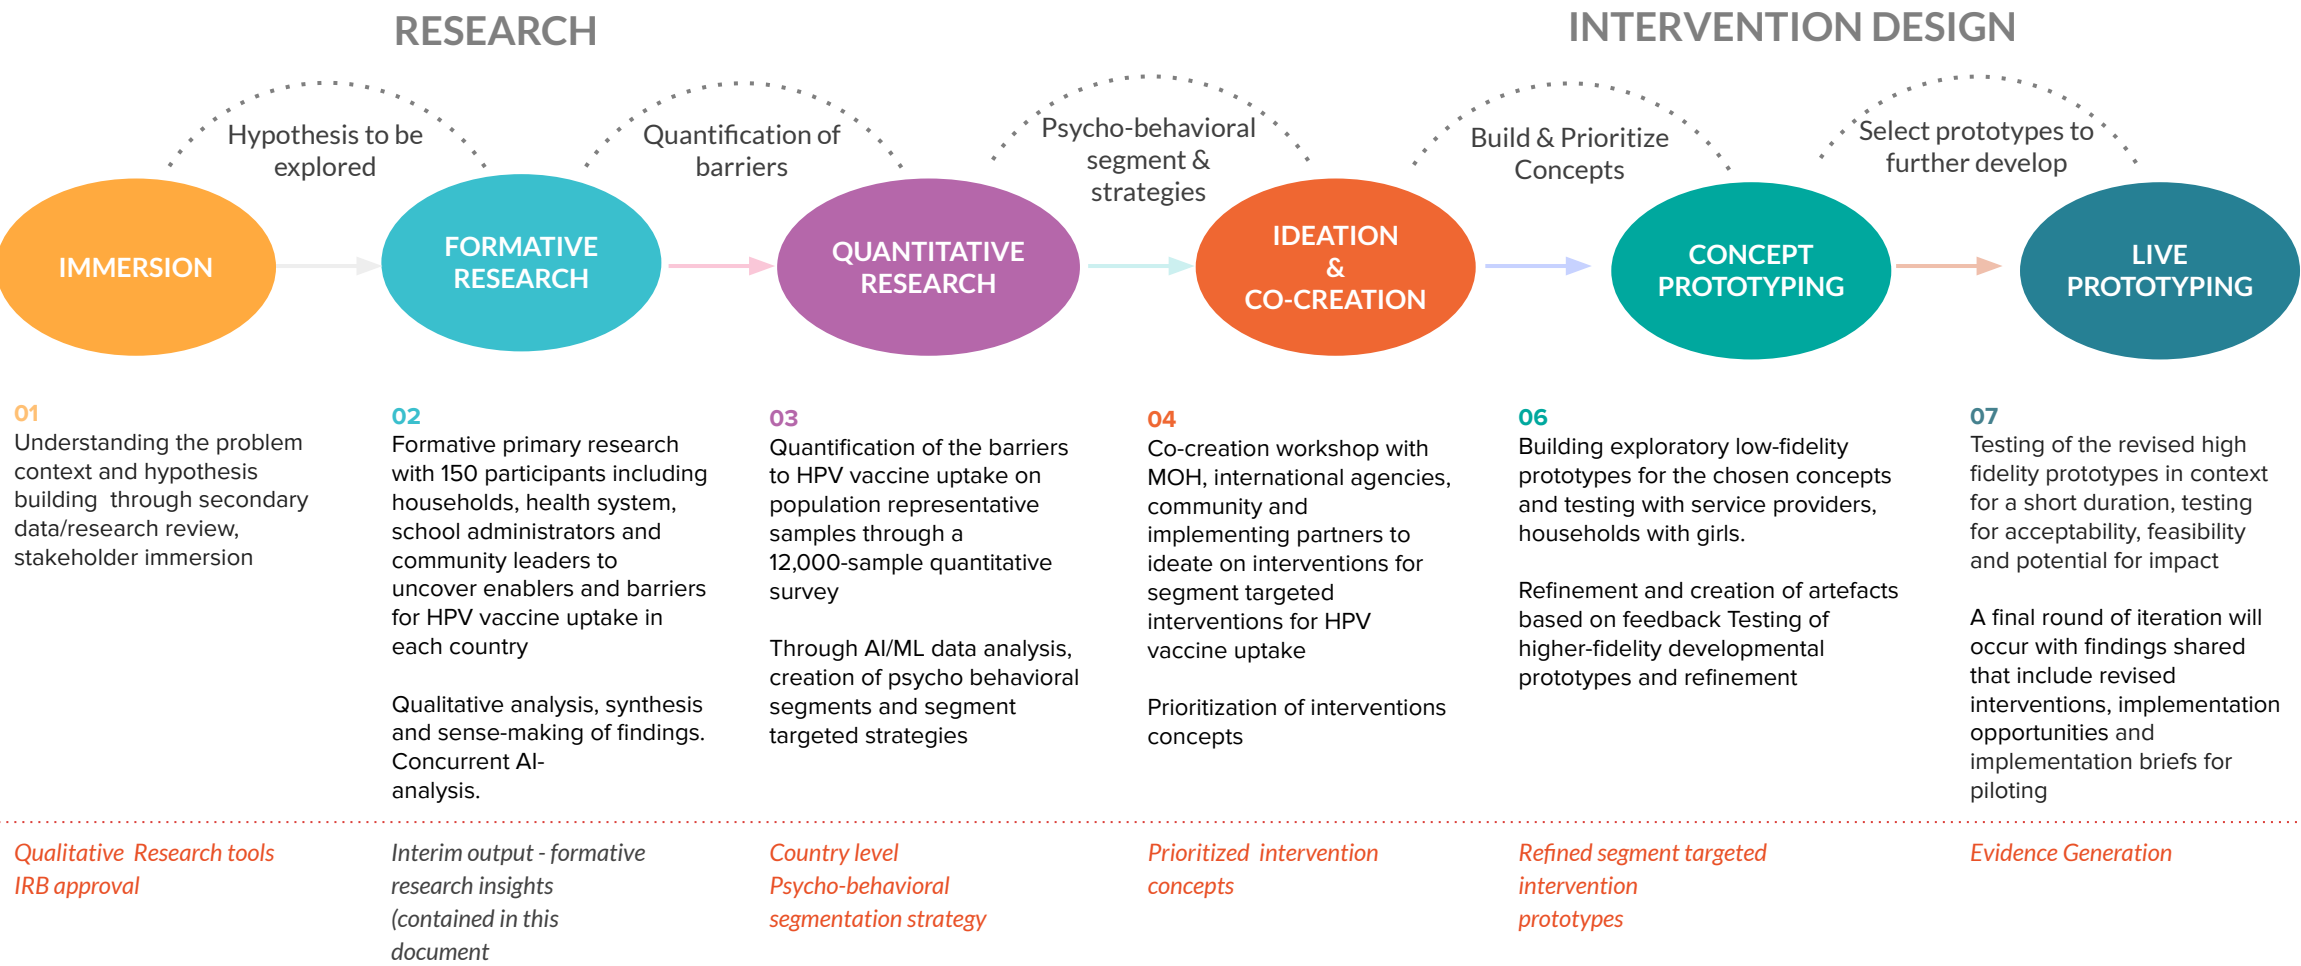 RESEARCH
INTERVENTION DESIGN
Hypothesis to be
explored
Quantification of
barriers
Psycho-behavioral
segment &
strategies
Build & Prioritize
Concepts
Select prototypes to
further develop
IMMERSION
FORMATIVE
RESEARCH
QUANTITATIVE
RESEARCH
IDEATION
&
CO-CREATION
CONCEPT
PROTOTYPING
LIVE
PROTOTYPING
01
Understanding the problem
context and hypothesis
building through secondary
data/research review,
stakeholder immersion
02
Formative primary research
with 150 participants including
households, health system,
school administrators and
community leaders to
uncover enablers and barriers
for HPV vaccine uptake in
each country
Qualitative analysis, synthesis
and sense-making of findings.
Concurrent AI-
analysis.
03
Quantification of the barriers
to HPV vaccine uptake on
population representative
samples through a
12,000-sample quantitative
survey
Through AI/ML data analysis,
creation of psycho behavioral
segments and segment
targeted strategies
04
Co-creation workshop with
MOH, international agencies,
community and
implementing partners to
ideate on interventions for
segment targeted
interventions for HPV
vaccine uptake
Prioritization of interventions
concepts
06
Building exploratory low-fidelity
prototypes for the chosen concepts
and testing with service providers,
households with girls.
Refinement and creation of artefacts
based on feedback Testing of
higher-fidelity developmental
prototypes and refinement
07
Testing of the revised high
fidelity prototypes in context
for a short duration, testing
for acceptability, feasibility
and potential for impact
A final round of iteration will
occur with findings shared
that include revised
interventions, implementation
opportunities and
implementation briefs for
piloting
Qualitative Research tools
IRB approval
Interim output - formative
research insights
(contained in this
document
Country level
Psycho-behavioral
segmentation strategy
Prioritized intervention
concepts
Refined segment targeted
intervention
prototypes
Evidence Generation